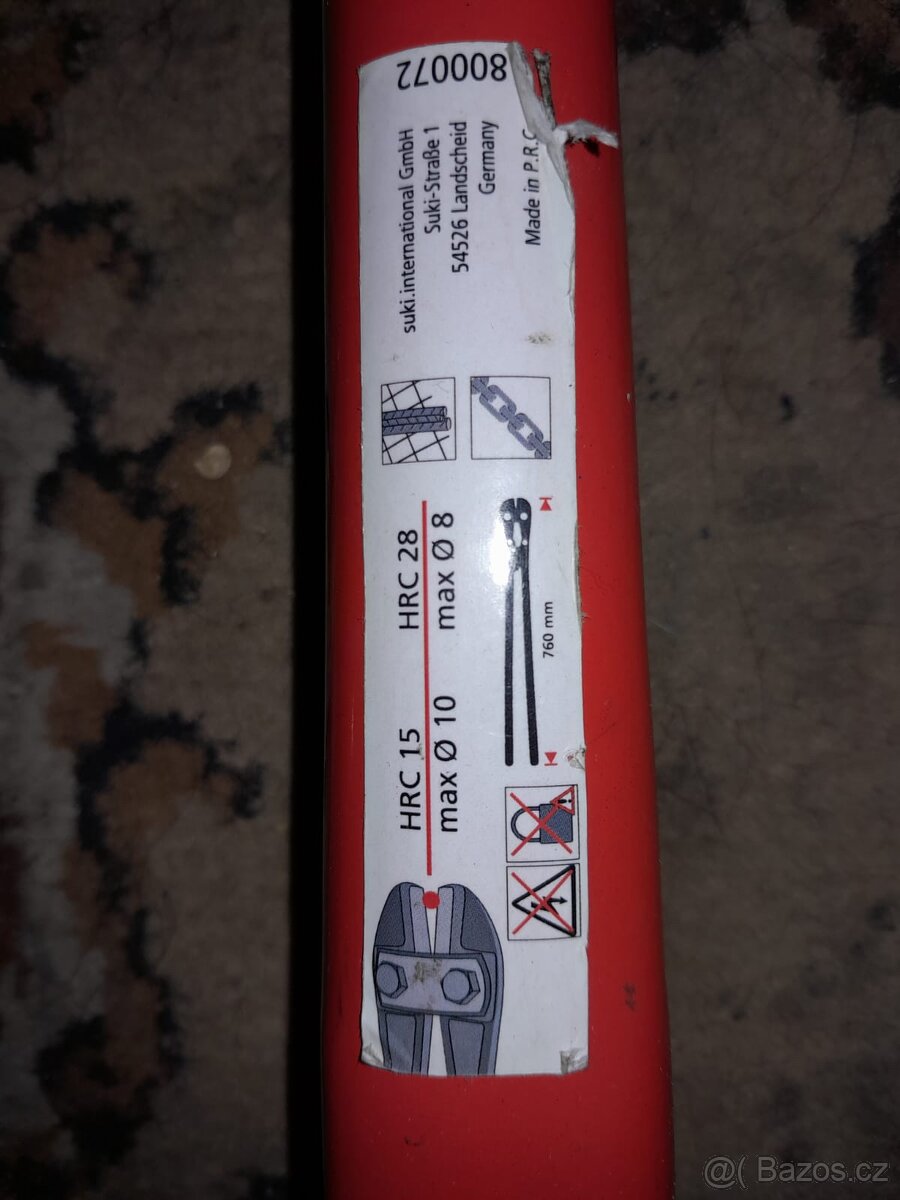 800072
suki.international GmbH
Suki-Straße 1
54526 Landscheid
Germany
Made in P.R.C
HRC 15
max Ø 10
HRC 28
max Ø 8
760 mm
@( Bazos.cz